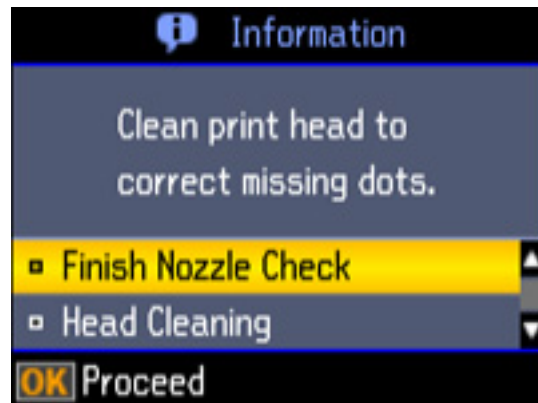 Information
Clean print head to
correct missing dots.
Finish Nozzle Check
Head Cleaning
OK Proceed